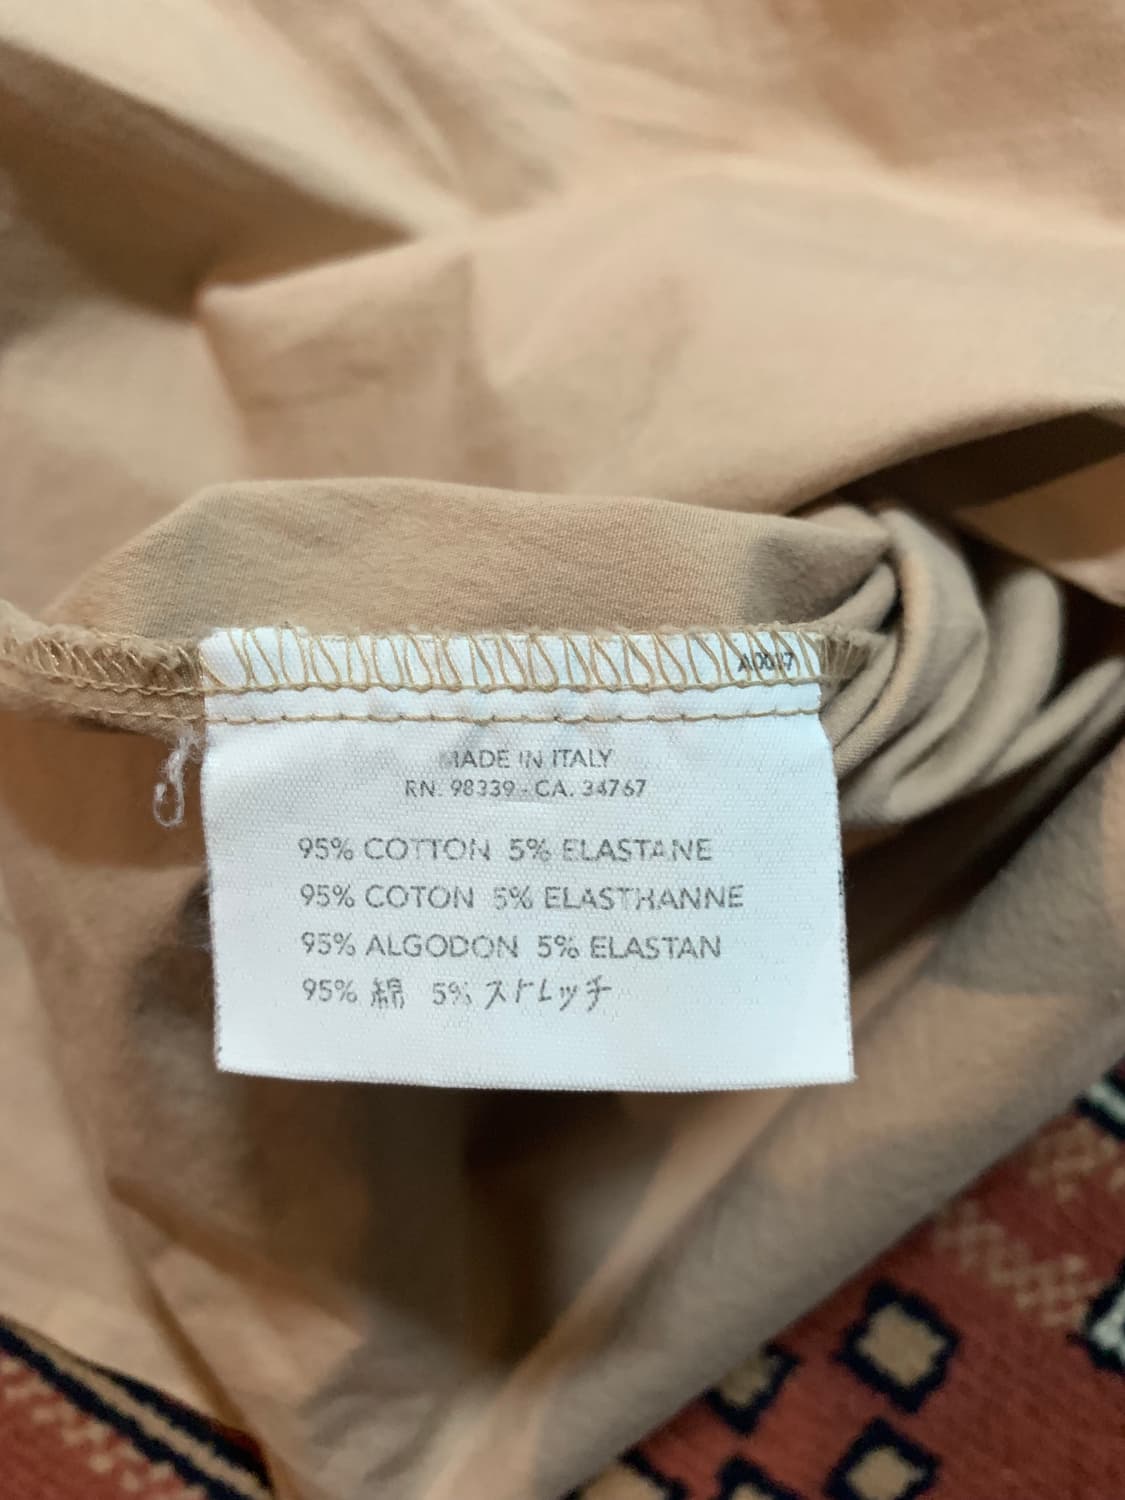 MADE IN ITALY
RN. 98339 - CA. 34767
95% COTTON 5% ELASTANE
95% COTON 5% ELASTHANNE
95% ALGODON 5% ELASTAN
95% 綿 5% ストレッチ